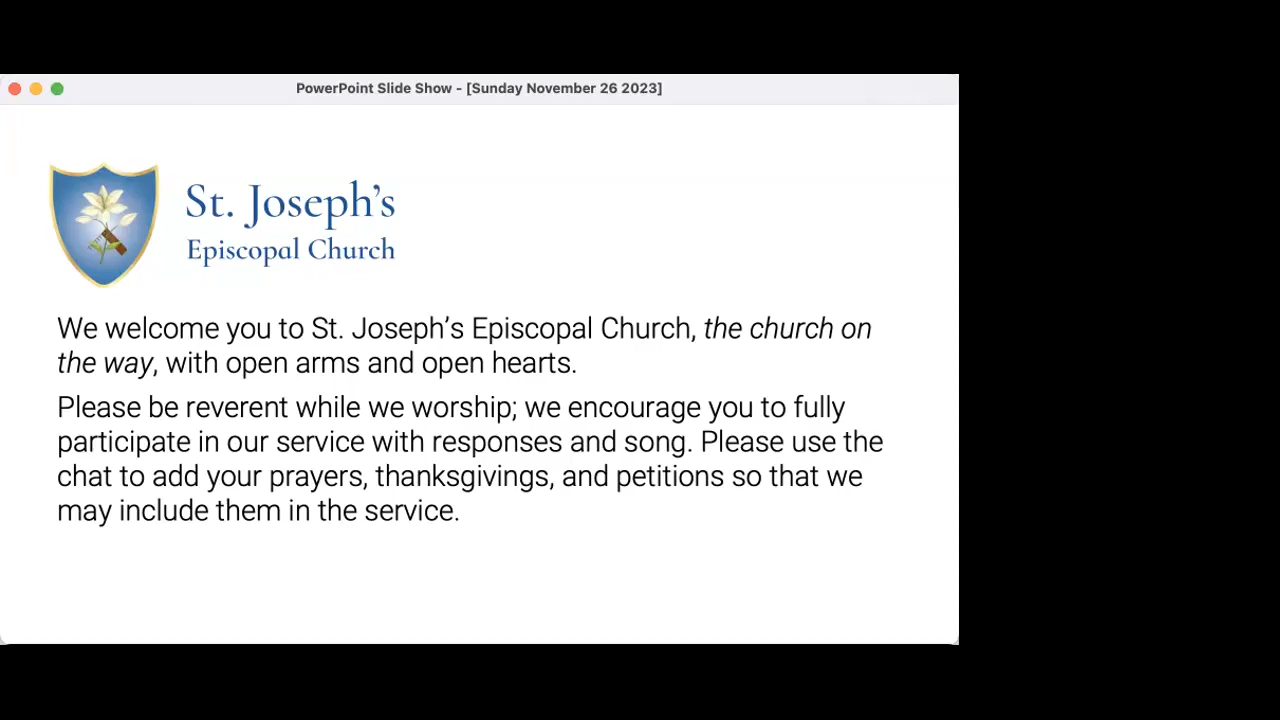 PowerPoint Slide Show - [Sunday November 26 2023]
St. Joseph’s
Episcopal Church
We welcome you to St. Joseph’s Episcopal Church, the church on
the way, with open arms and open hearts.
Please be reverent while we worship; we encourage you to fully
participate in our service with responses and song. Please use the
chat to add your prayers, thanksgivings, and petitions so that we
may include them in the service.